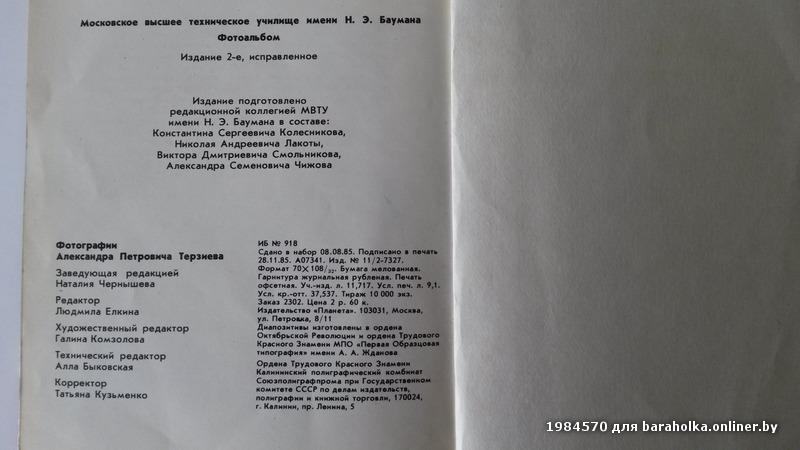 Московское высшее техническое училище имени Н. Э. Баумана
Фотоальбом
Издание 2-е, исправленное
Издание подготовлено
редакционной коллегией МВТУ
имени Н. Э. Баумана в составе:
Константина Сергеевича Колесникова,
Николая Андреевича Лакоты,
Виктора Дмитриевича Смольникова,
Александра Семеновича Чижова
Фотографии
Александра Петровича Терзиева
Заведующая редакцией
Наталия Чернышева
Редактор
Людмила Елкина
Художественный редактор
Галина Комзолова
Технический редактор
Алла Быковская
Корректор
Татьяна Кузьменко
ИБ № 918
Сдано в набор 08.08.85. Подписано в печать
28.11.85. А07341. Изд. № 11/2-7327.
Формат 70×108/32. Бумага мелованная.
Гарнитура журнальная рубленая. Печать
офсетная. Уч.-изд. л. 11,717. Усл. печ. л. 9,1.
Усл. кр.-отт. 37,537. Тираж 10 000 экз.
Заказ 2302. Цена 2 р. 60 к.
Издательство «Планета». 103031, Москва,
ул. Петровка, 8/11
Диапозитивы изготовлены в ордена
Октябрьской Революции и ордена Трудового
Красного Знамени МПО «Первая Образцовая
типография» имени А. А. Жданова
Ордена Трудового Красного Знамени
Калининский полиграфический комбинат
Союзполиграфпрома при Государственном
комитете СССР по делам издательств,
полиграфии и книжной торговли, 170024,
г. Калинин, пр. Ленина, 5
1984570 для baraholka.onliner.by